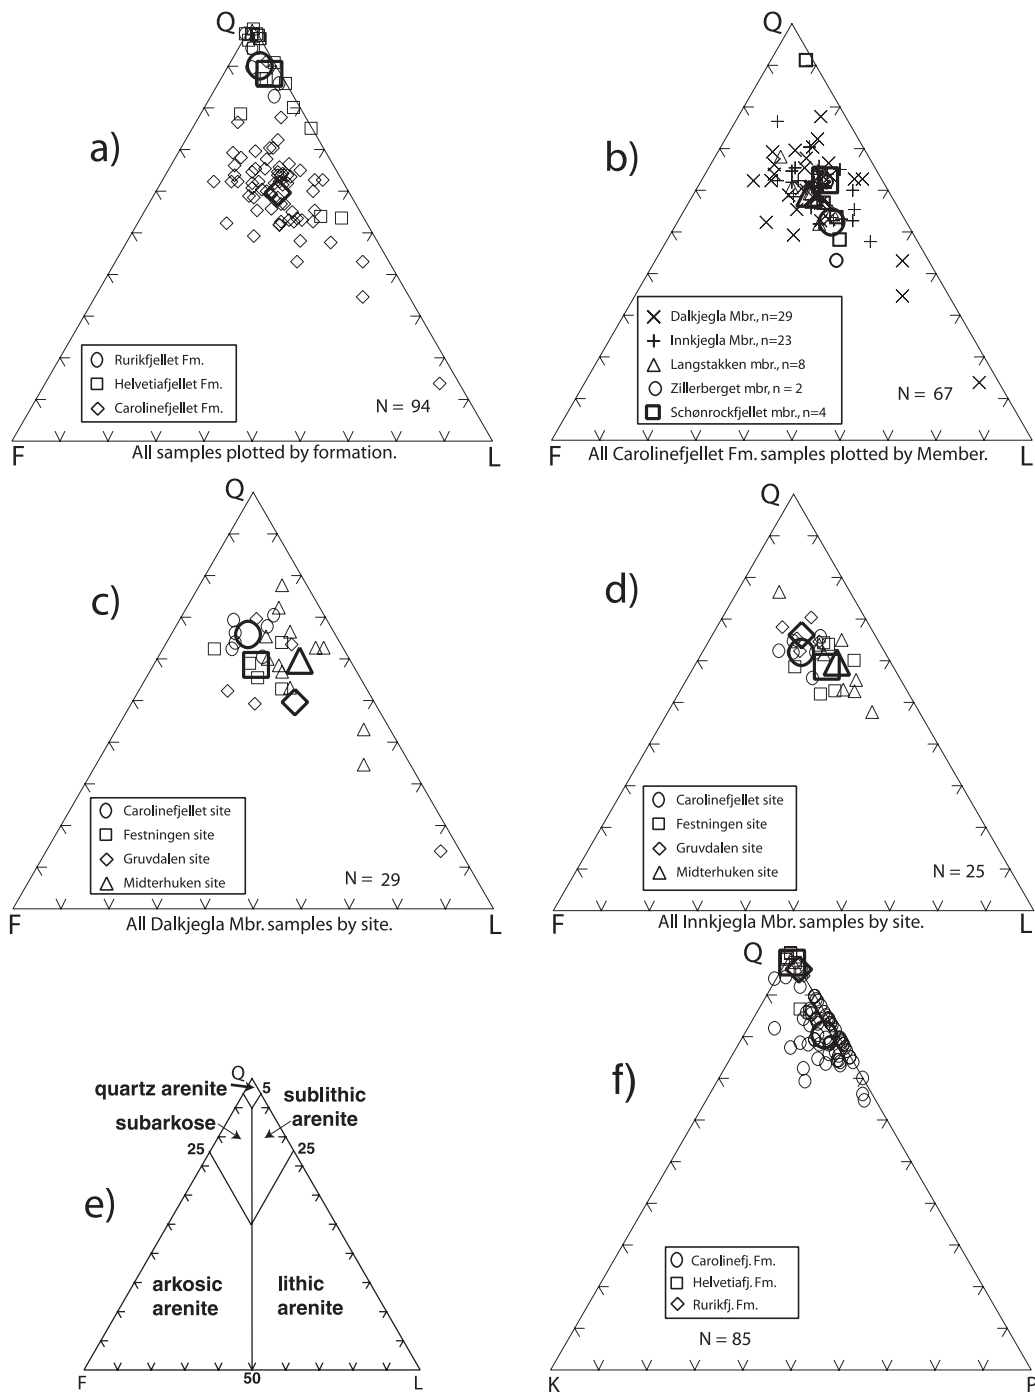 Q
a)
Rurikfjellet Fm.
Helvetiafjellet Fm.
Carolinefjellet Fm.
N = 94
F
L
All samples plotted by formation.
Q
b)
Dalkjegla Mbr., n=29
Innkjegla Mbr., n=23
Langstakken mbr., n=8
Zillerberget mbr, n = 2
Schønrockfjellet mbr., n=4
N = 67
F
L
All Carolinefjellet Fm. samples plotted by Member.
Q
c)
Carolinefjellet site
Festningen site
Gruvdalen site
Midterhuken site
N = 29
F
L
All Dalkjegla Mbr. samples by site.
Q
d)
Carolinefjellet site
Festningen site
Gruvdalen site
Midterhuken site
N = 25
F
L
All Innkjegla Mbr. samples by site.
Q
quartz arenite
5
sublithic
arenite
subarkose
25
25
e)
arkosic
arenite
lithic
arenite
F
50
L
Q
f)
Carolinefj. Fm.
Helvetiafj. Fm.
Rurikfj. Fm.
N = 85
K
P